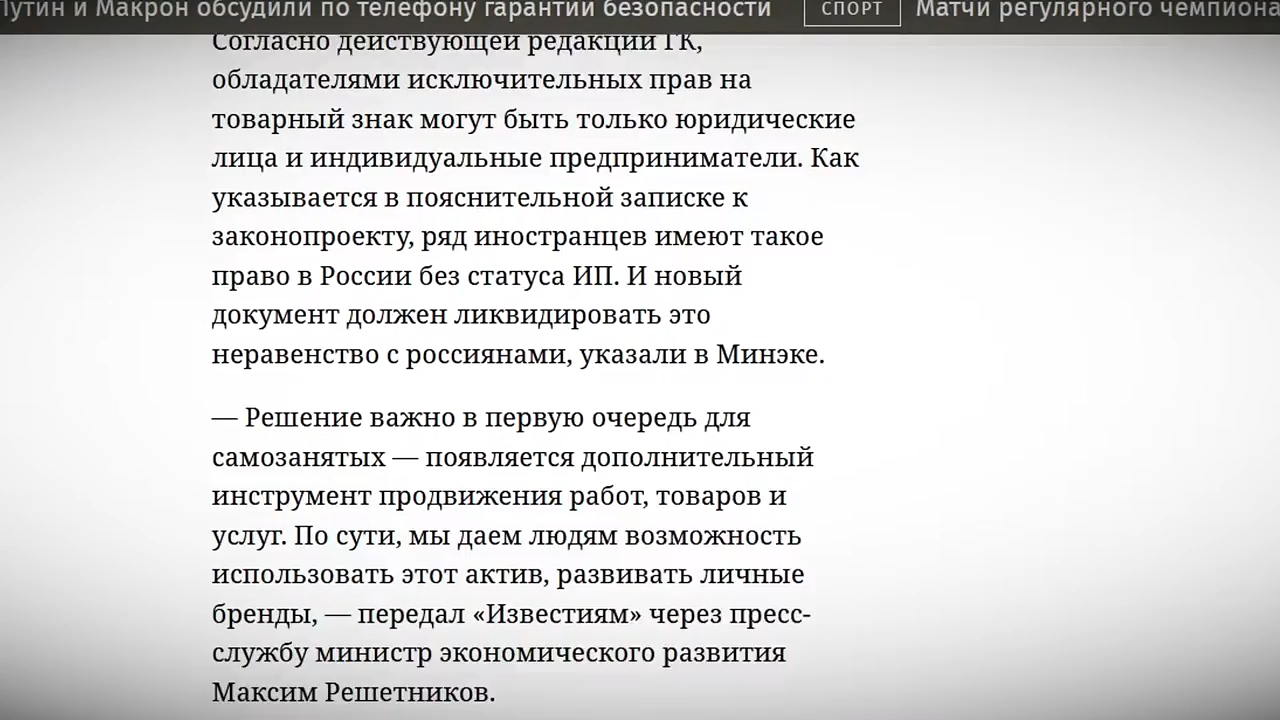 Путин и Макрон обсудили по телефону гарантии безопасности СПОРТ Матчи регулярного
Согласно действующей редакции ГК,
обладателями исключительных прав на
товарный знак могут быть только юридические
лица и индивидуальные предприниматели. Как
указывается в пояснительной записке к
законопроекту, ряд иностранцев имеют такое
право в России без статуса ИП. И новый
документ должен ликвидировать это
неравенство с россиянами, указали в Минэке.
— Решение важно в первую очередь для
самозанятых — появляется дополнительный
инструмент продвижения работ, товаров и
услуг. По сути, мы даем людям возможность
использовать этот актив, развивать личные
бренды, — передал «Известиям» через пресс-
службу министр экономического развития
Максим Решетников.